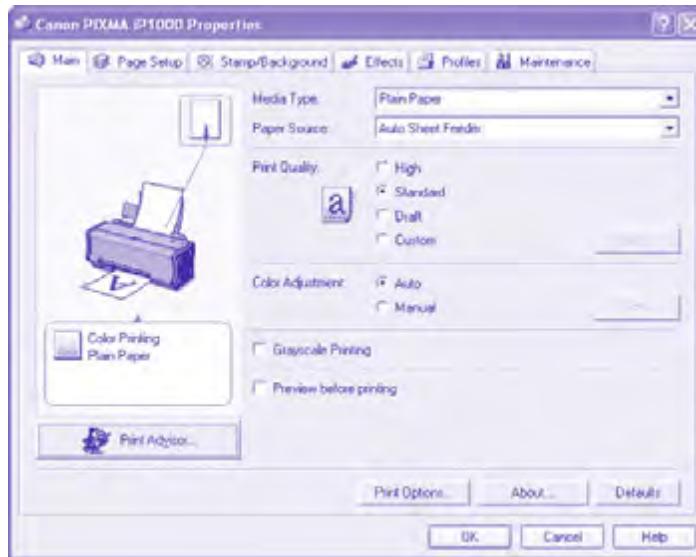 Canon PIXMA iP1000 Properties
Main Page Setup Stamp/Background Effects Profiles Maintenance
Media Type: Plain Paper
Paper Source: Auto Sheet Feeder
Print Quality: High
Standard
a
Draft
Custom
Color Adjustment: Auto
Manual
Color Printing
Plain Paper
Grayscale Printing
Preview before printing
Print Advisor...
Print Options... About... Defaults
OK Cancel Help